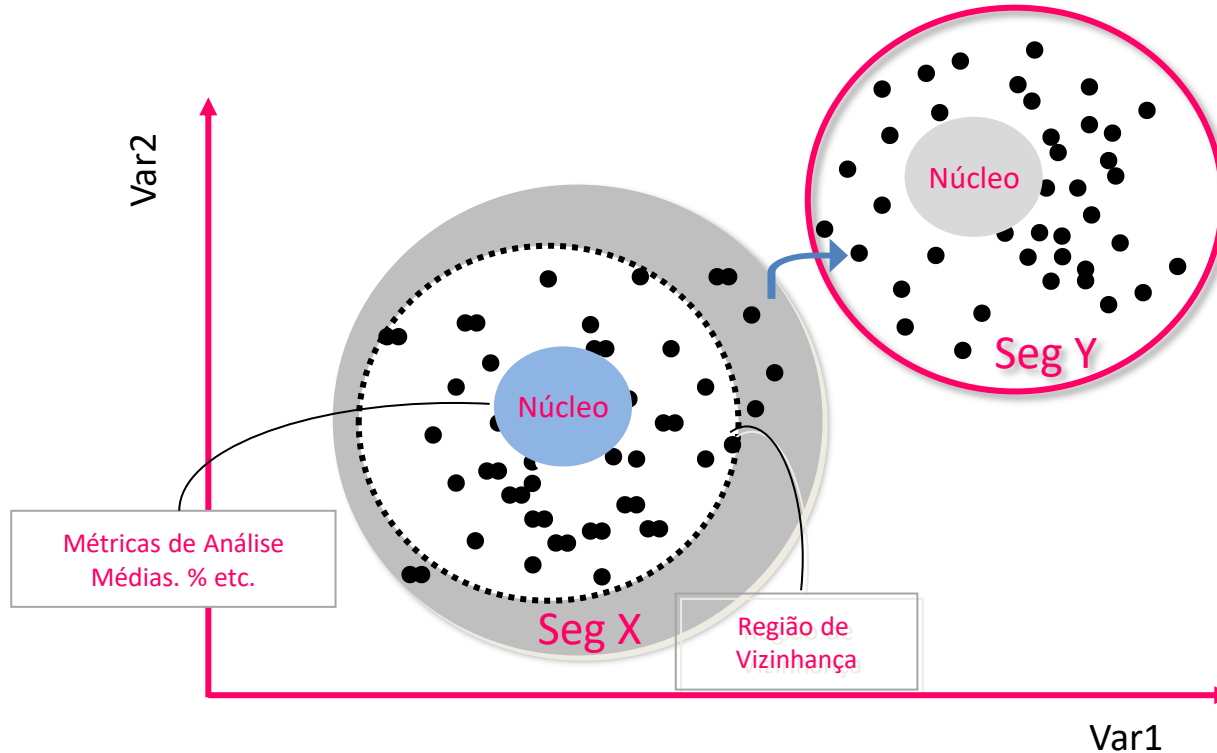 Var2
Núcleo
Seg Y
Núcleo
Métricas de Análise
Médias. % etc.
Seg X
Região de
Vizinhança
Var1